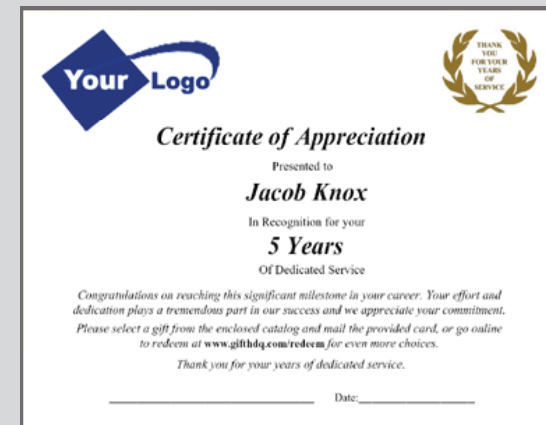 Your Logo
THANK
YOU
FOR YOUR
YEARS
OF
SERVICE
Certificate of Appreciation
Presented to
Jacob Knox
In Recognition for your
5 Years
Of Dedicated Service
Congratulations on reaching this significant milestone in your career. Your effort and
dedication plays a tremendous part in our success and we appreciate your commitment.
Please select a gift from the enclosed catalog and mail the provided card, or go online
to redeem at www.gifthdq.com/redeem for even more choices.
Thank you for your years of dedicated service.
Date: